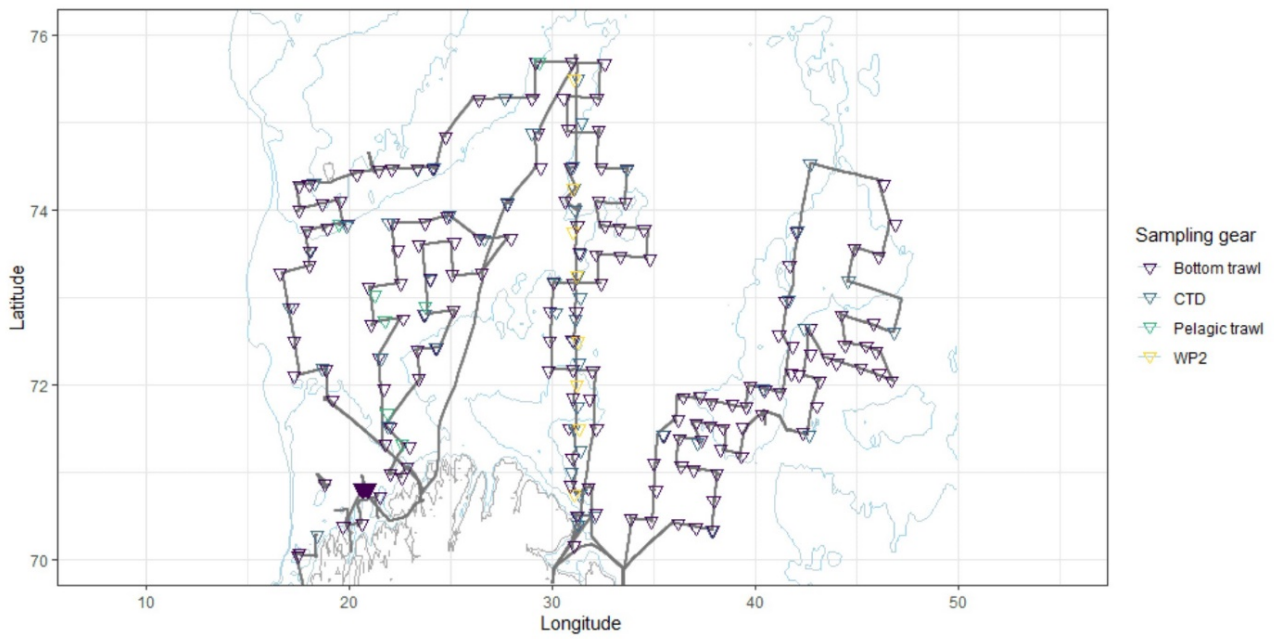 76
74
72
70
Latitude
10
20
30
40
50
Longitude
Sampling gear
Bottom trawl
CTD
Pelagic trawl
WP2